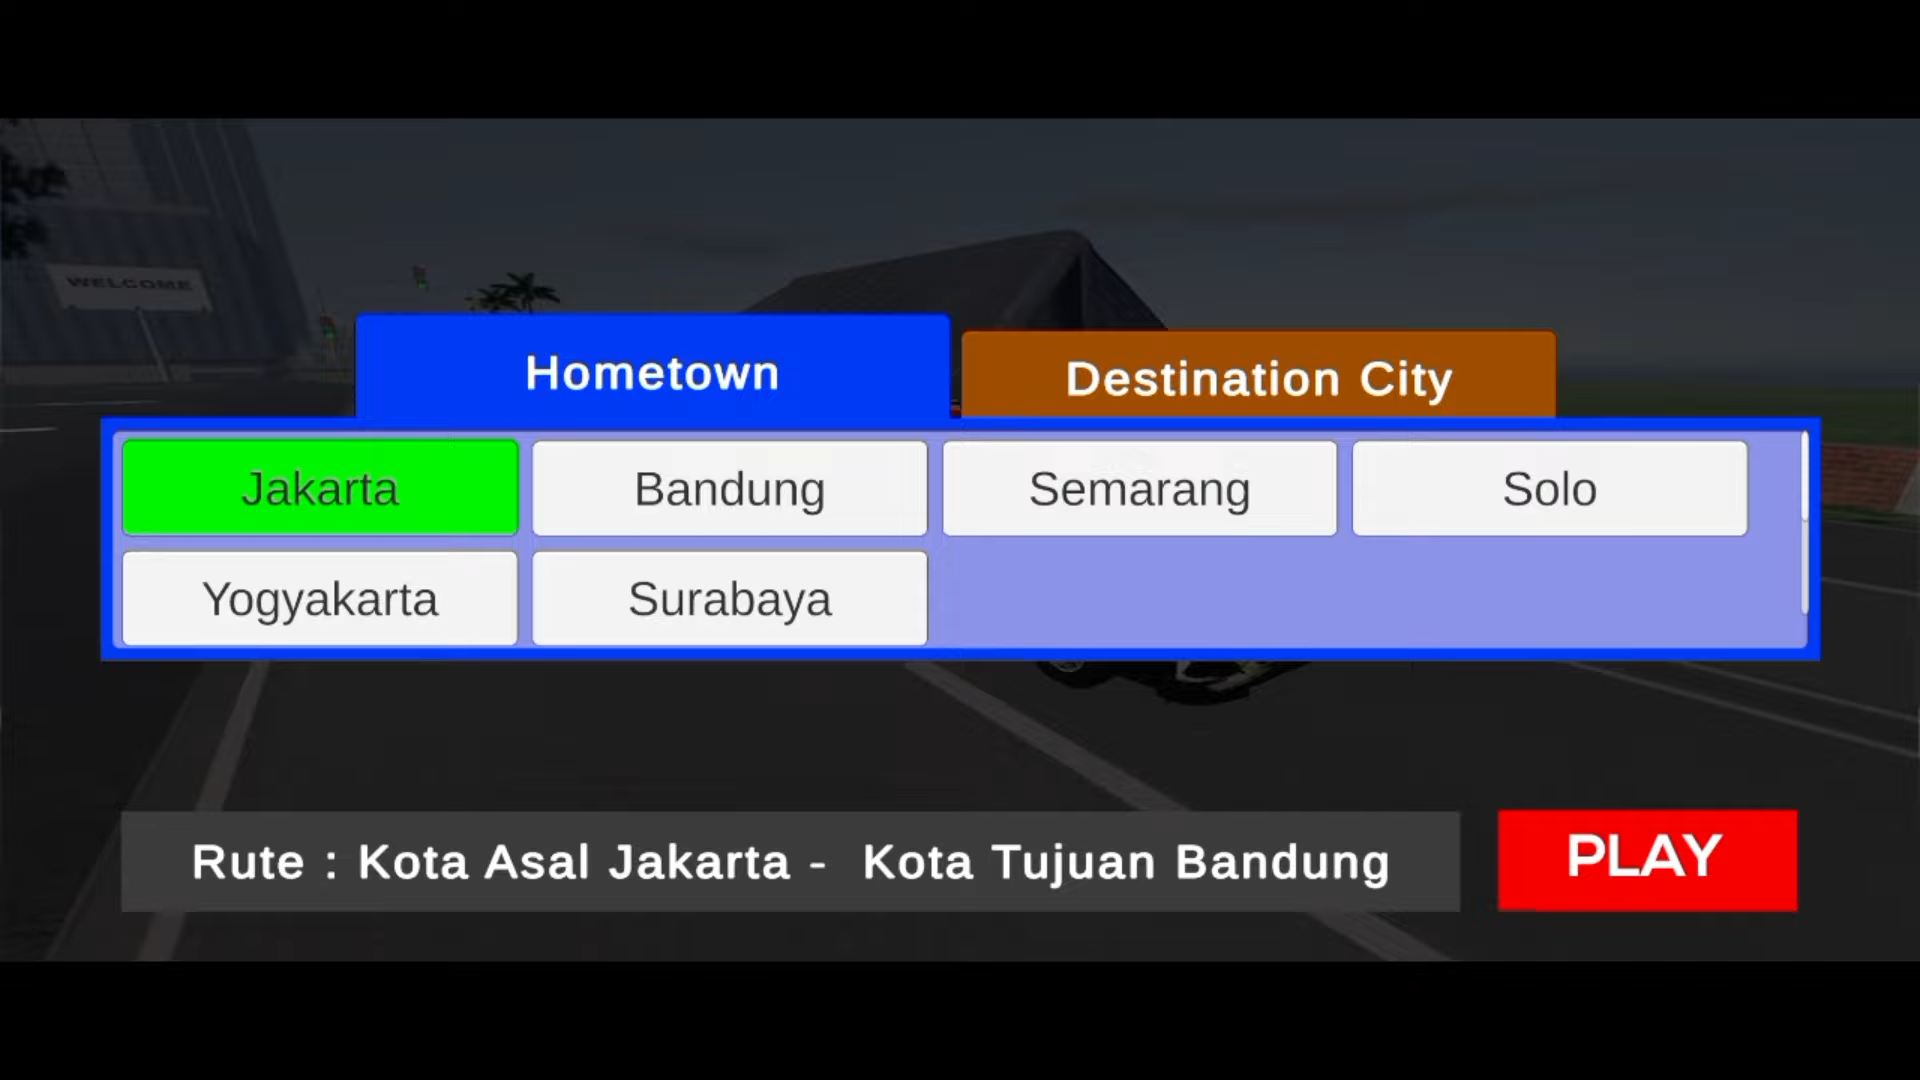 WELCOME
Hometown
Destination City
Jakarta
Bandung
Semarang
Solo
Yogyakarta
Surabaya
Rute : Kota Asal Jakarta - Kota Tujuan Bandung
PLAY